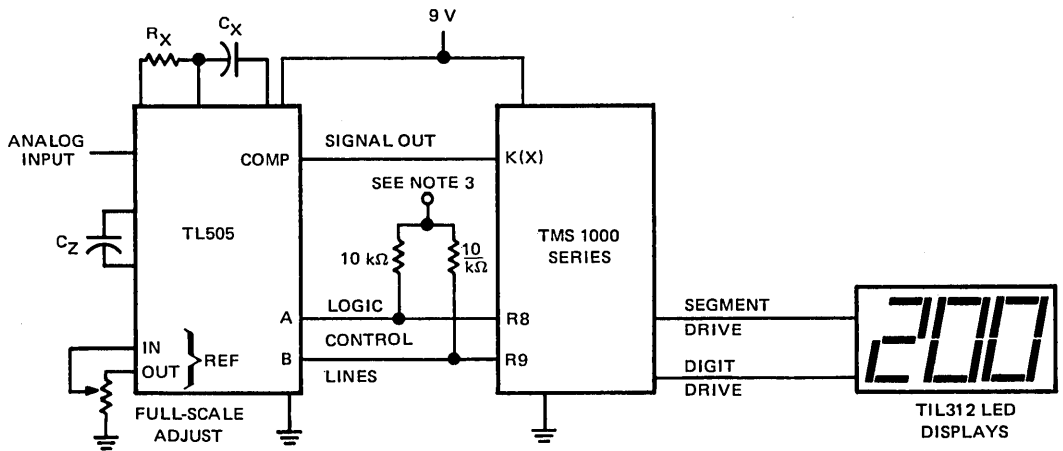 9 V
RX
CX
ANALOG
INPUT
COMP
SIGNAL OUT
K(X)
SEE NOTE 3
CZ
TL505
10 kΩ
10
kΩ
TMS 1000
SERIES
A
LOGIC
R8
CONTROL
B
LINES
R9
IN
OUT
REF
FULL-SCALE
ADJUST
SEGMENT
DRIVE
DIGIT
DRIVE
200
TIL312 LED
DISPLAYS